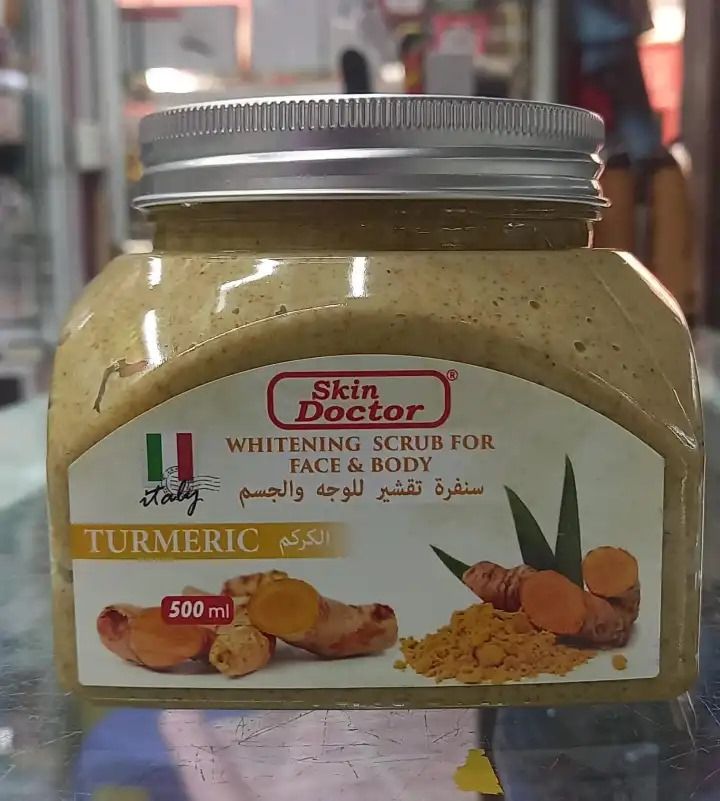 Skin
Doctor®
WHITENING SCRUB FOR
FACE & BODY
سنفرة تقشير للوجه والجسم
italy
TURMERIC الكركم
500 ml